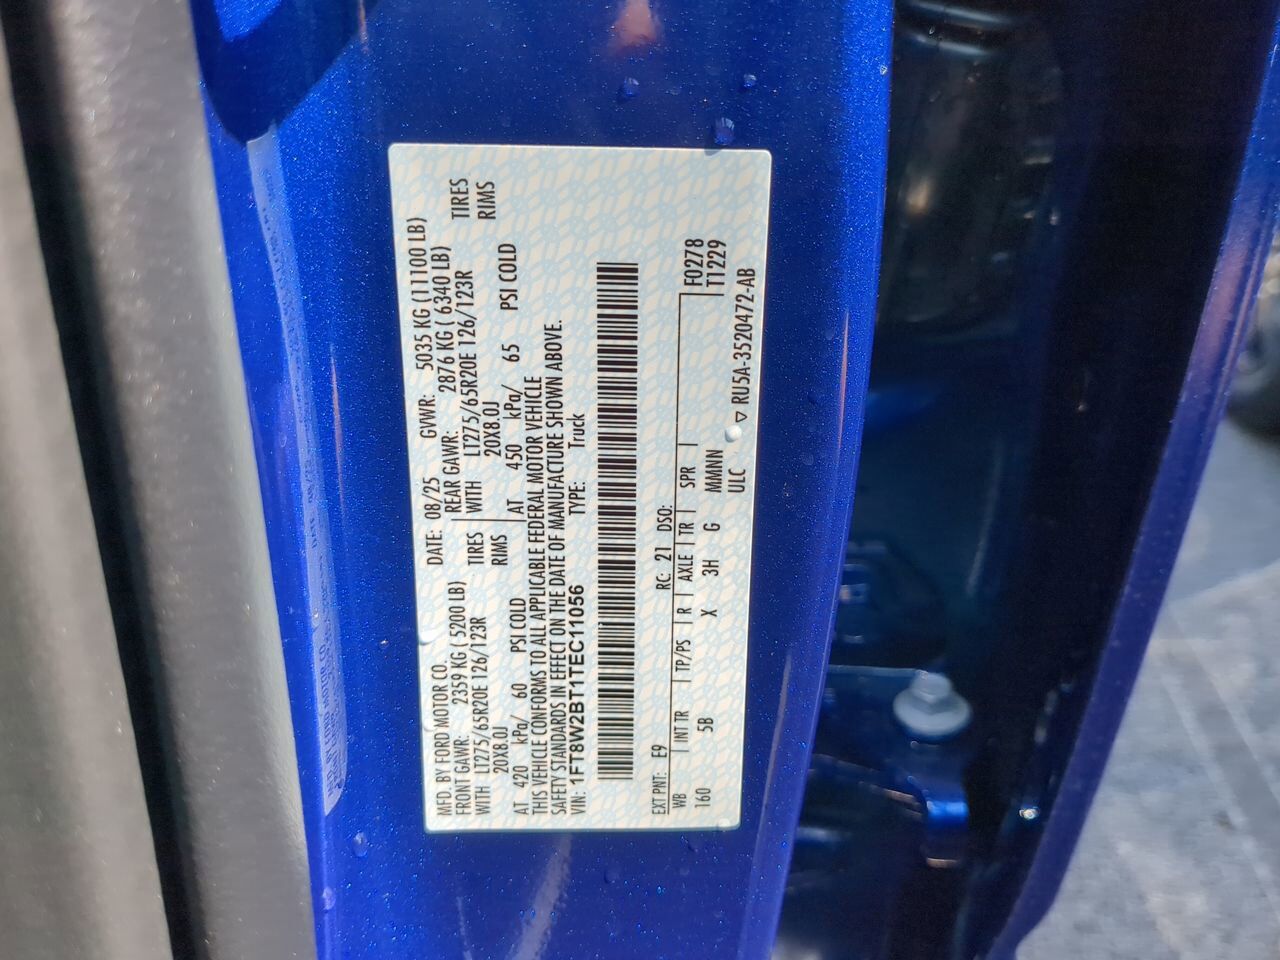 MFD. BY FORD MOTOR CO.
DATE: 08/25 GVWR: 5035 KG (11100 LB)
FRONT GAWR: 2359 KG (5200 LB) REAR GAWR: 2876 KG ( 6340 LB)
WITH LT275/65R20E 126/123R TIRES WITH LT275/65R20E 126/123R TIRES
20X8.0J RIMS 20X8.0J RIMS
AT 420 kPa/ 60 PSI COLD AT 450 kPa/ 65 PSI COLD
THIS VEHICLE CONFORMS TO ALL APPLICABLE FEDERAL MOTOR VEHICLE
SAFETY STANDARDS IN EFFECT ON THE DATE OF MANUFACTURE SHOWN ABOVE.
VIN: 1FT8W2BT1TEC11056 TYPE: Truck
EXT PNT: E9 RC: 21 DSO:
WB INT TR TP/PS R AXLE TR SPR F0278
160 5B X 3H G MMNN T1229
ULC ▽ RU5A-3520472-AB